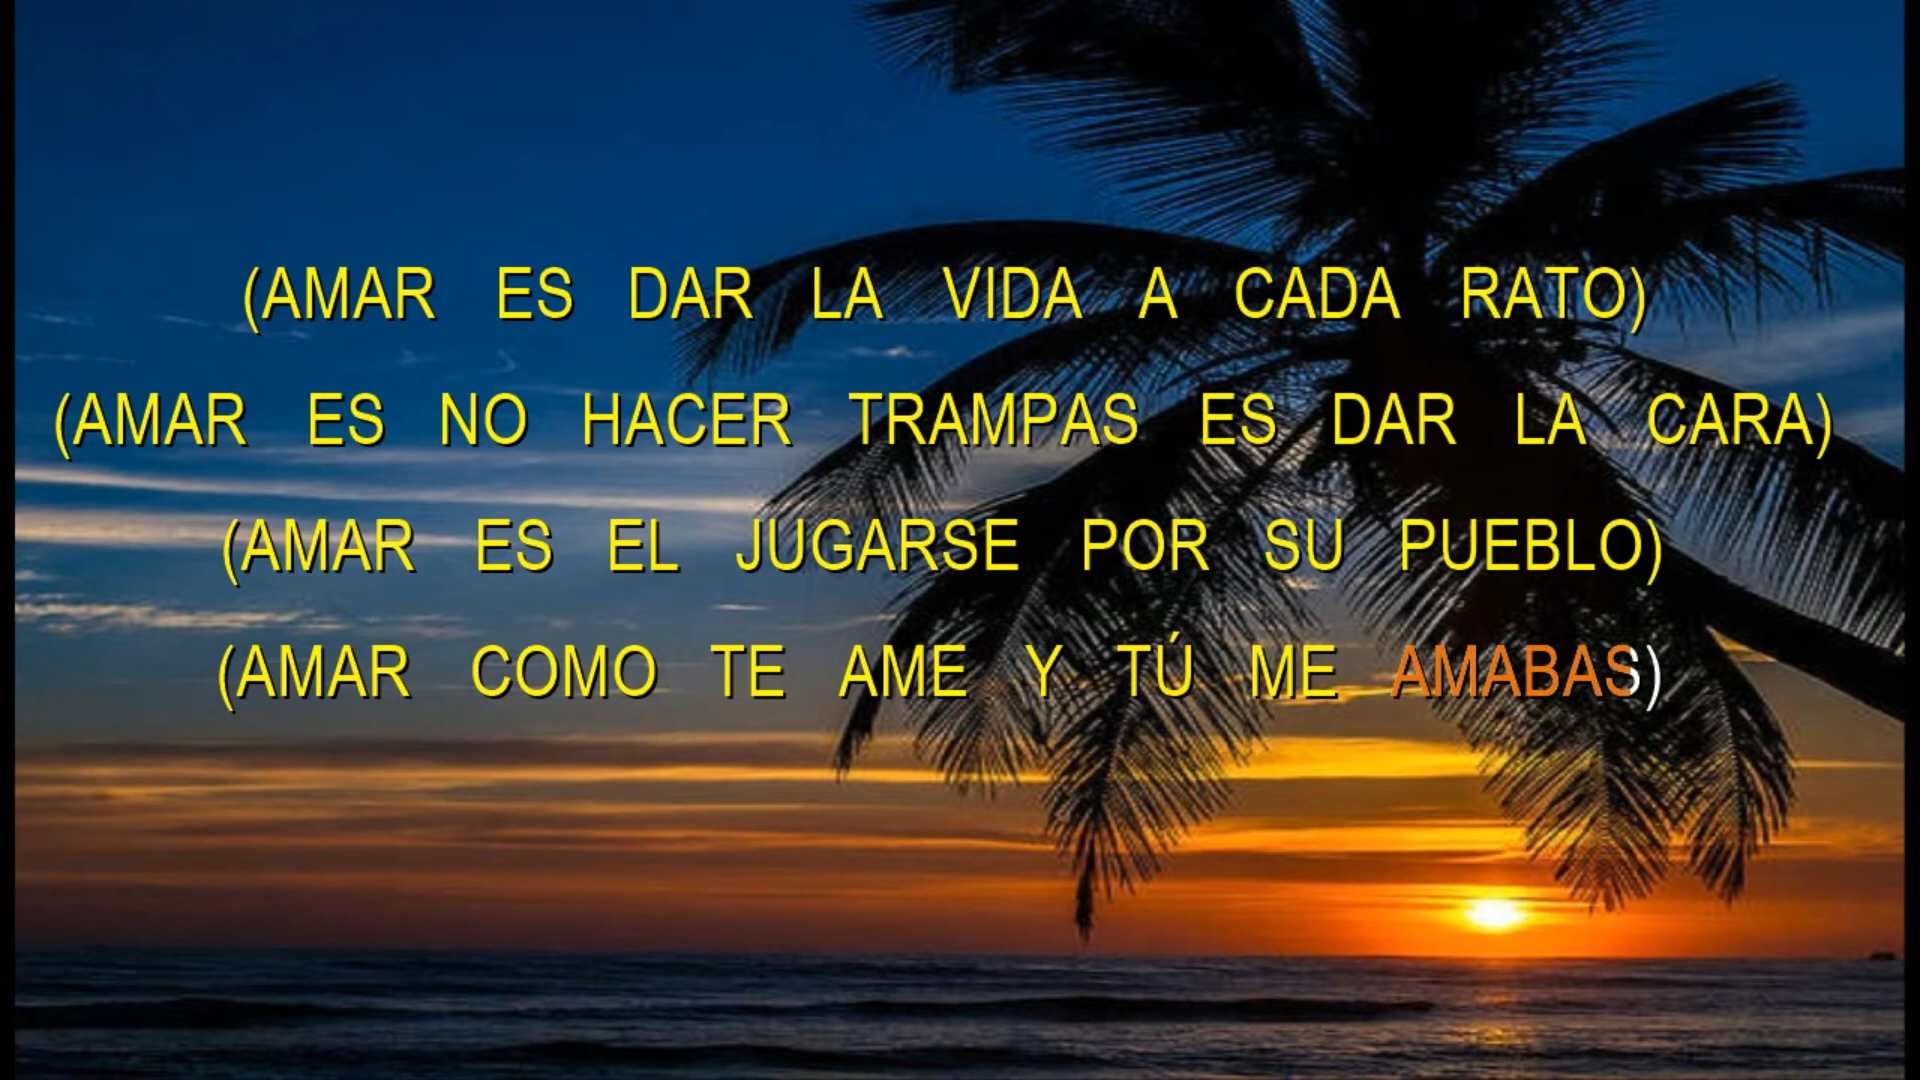 (AMAR ES DAR LA VIDA A CADA RATO)
(AMAR ES NO HACER TRAMPAS ES DAR LA CARA)
(AMAR ES EL JUGARSE POR SU PUEBLO)
(AMAR COMO TE AME Y TÚ ME AMABAS)